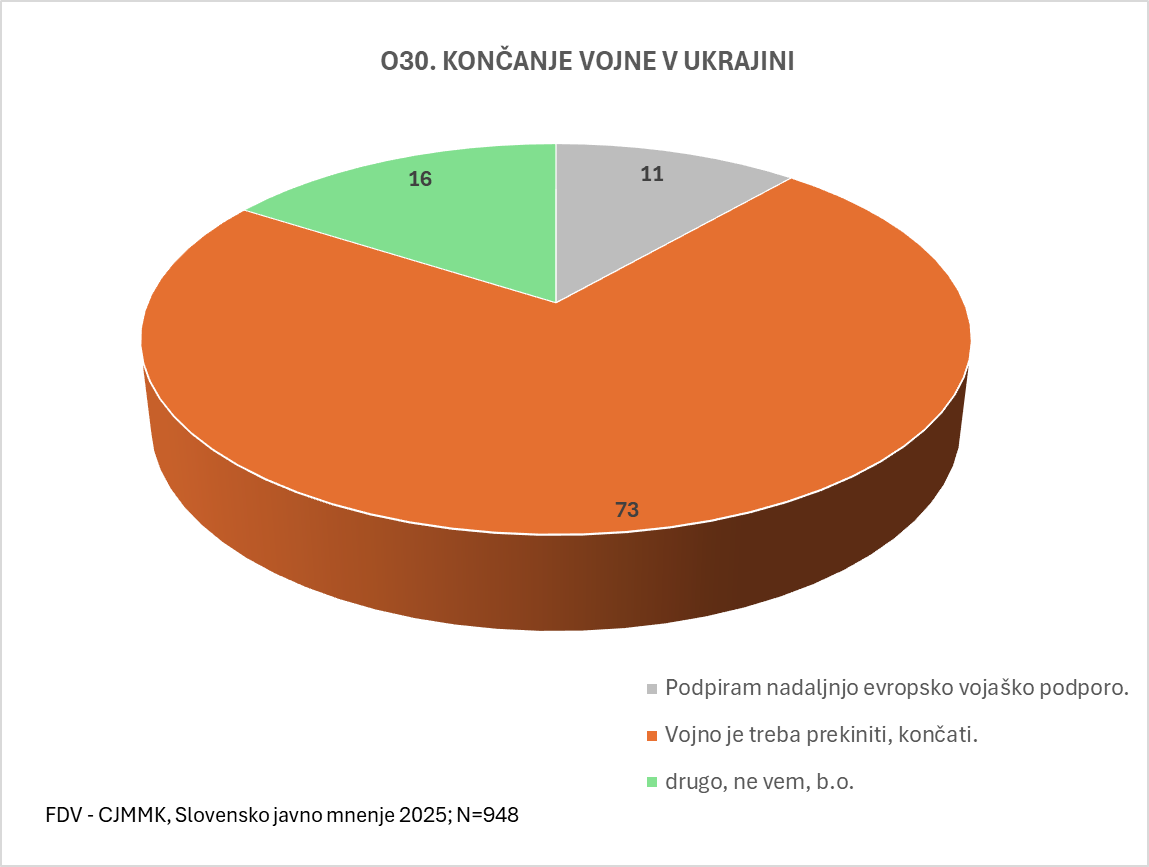 O30. KONČANJE VOJNE V UKRAJINI
16
11
73
Podpiram nadaljnjo evropsko vojaško podporo.
Vojno je treba prekiniti, končati.
drugo, ne vem, b.o.
FDV - CJMMK, Slovensko javno mnenje 2025; N=948